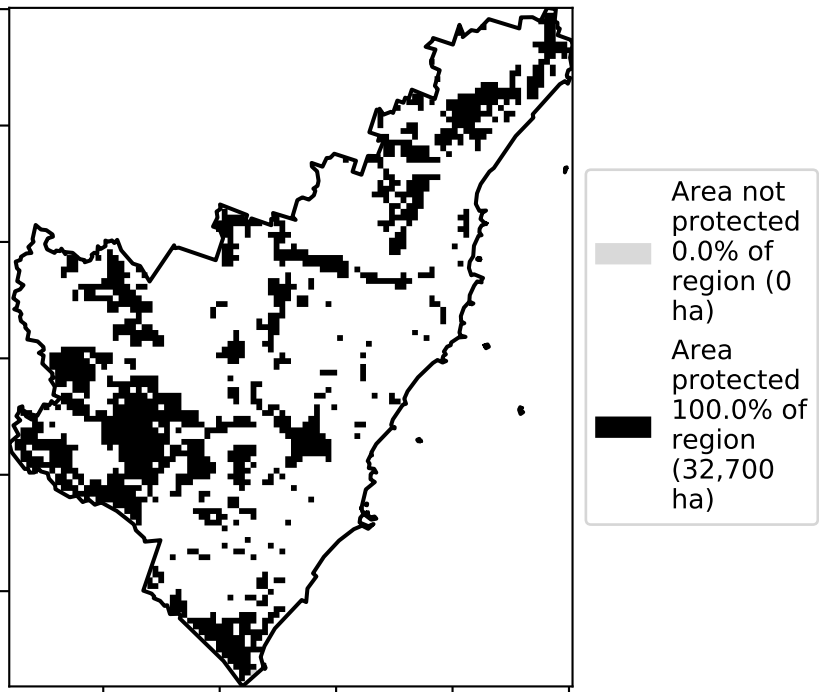 Area not
protected
0.0% of
region (0
ha)
Area
protected
100.0% of
region
(32,700
ha)